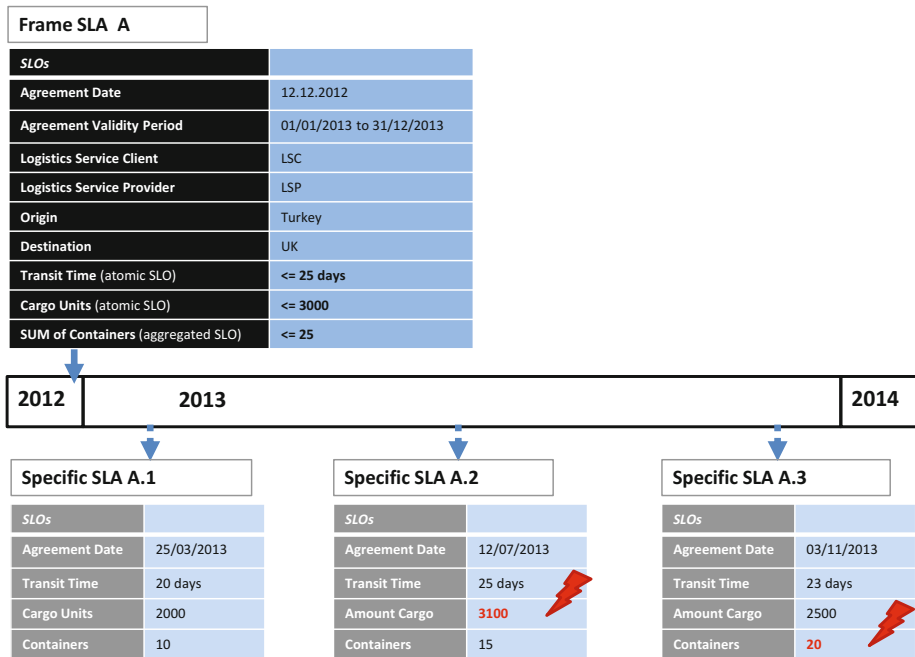 Frame SLA A
SLOs
Agreement Date 12.12.2012
Agreement Validity Period 01/01/2013 to 31/12/2013
Logistics Service Client LSC
Logistics Service Provider LSP
Origin Turkey
Destination UK
Transit Time (atomic SLO) <= 25 days
Cargo Units (atomic SLO) <= 3000
SUM of Containers (aggregated SLO) <= 25
2012 2013 2014
Specific SLA A.1
SLOs
Agreement Date 25/03/2013
Transit Time 20 days
Cargo Units 2000
Containers 10
Specific SLA A.2
SLOs
Agreement Date 12/07/2013
Transit Time 25 days
Amount Cargo 3100
Containers 15
Specific SLA A.3
SLOs
Agreement Date 03/11/2013
Transit Time 23 days
Amount Cargo 2500
Containers 20